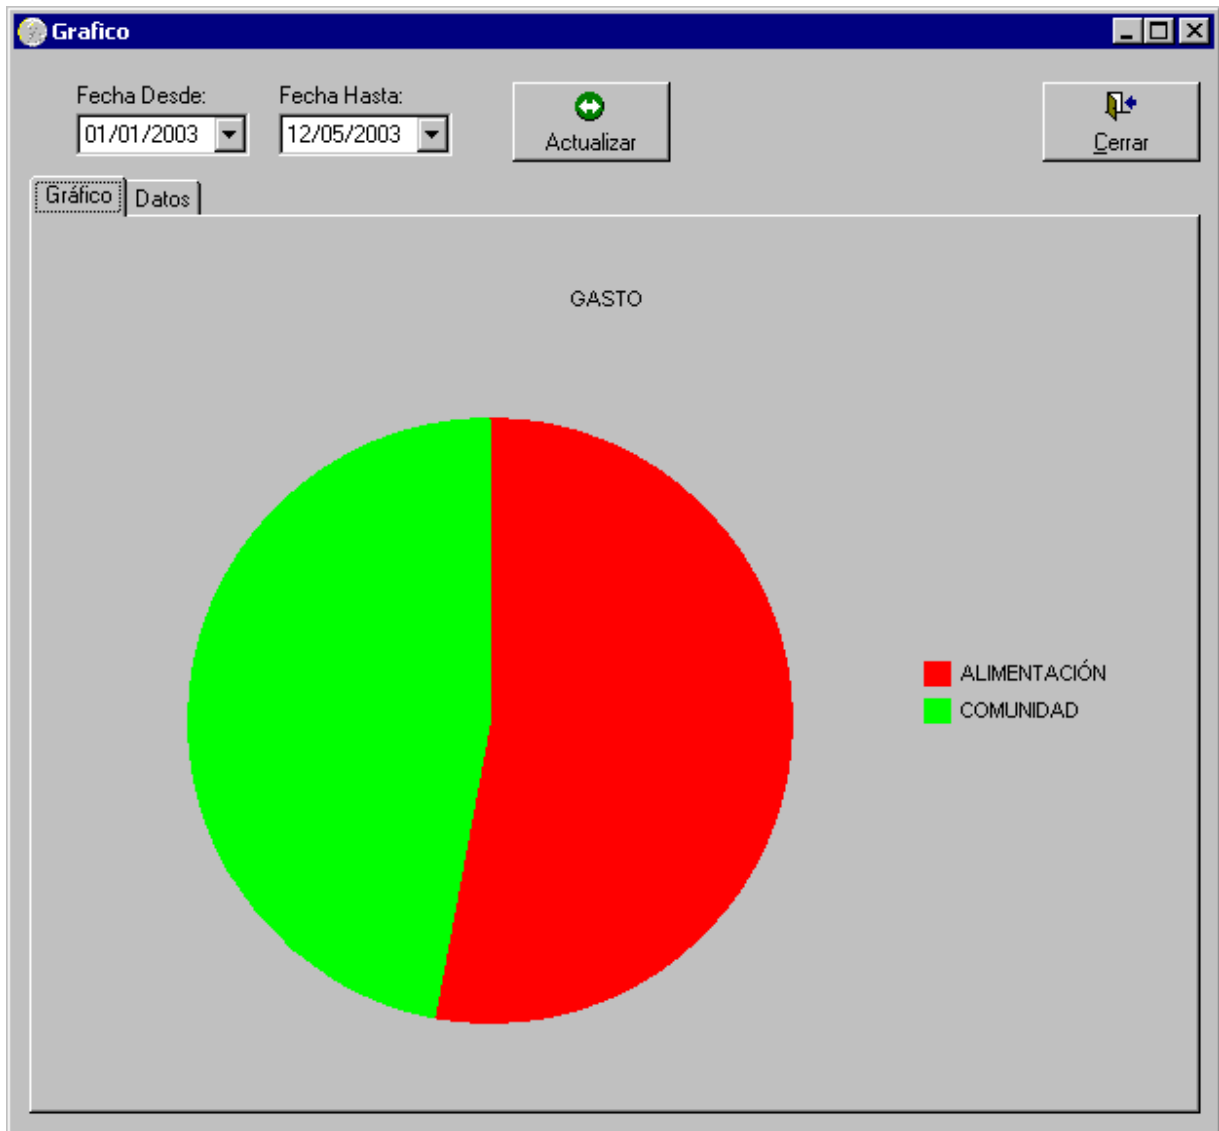 Grafico
Fecha Desde: Fecha Hasta:
01/01/2003 12/05/2003 Actualizar Cerrar
Gráfico Datos
GASTO
ALIMENTACIÓN
COMUNIDAD